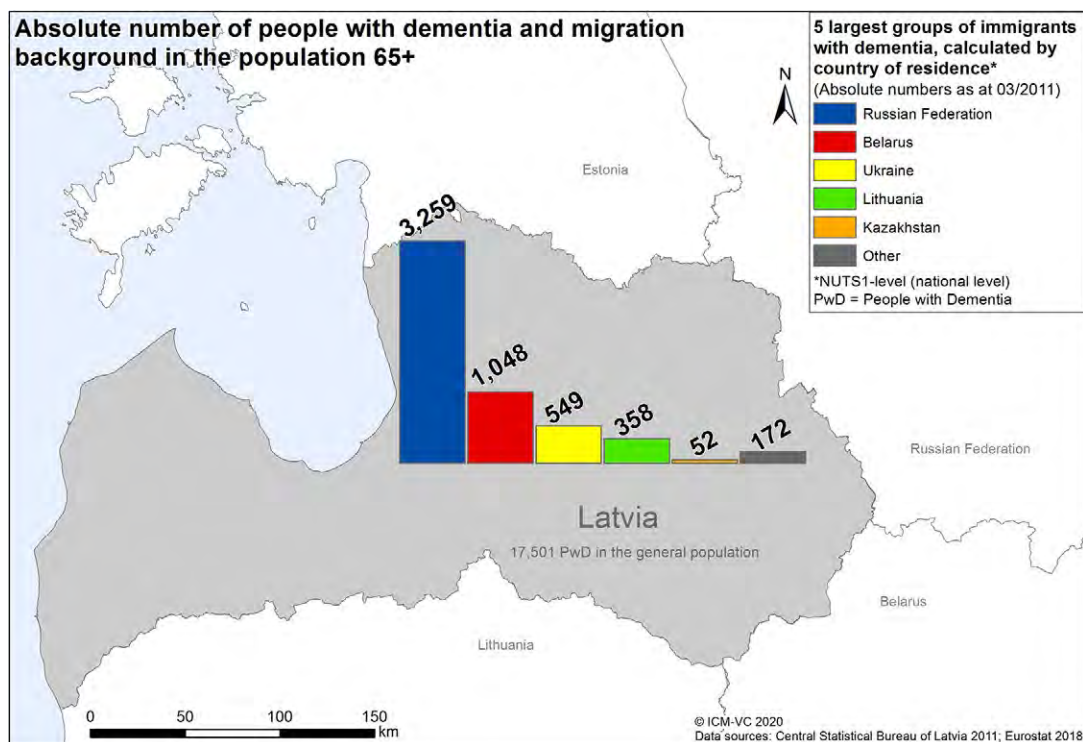 Absolute number of people with dementia and migration
background in the population 65+
5 largest groups of immigrants
with dementia, calculated by
country of residence*
(Absolute numbers as at 03/2011)
Russian Federation
Belarus
Ukraine
Lithuania
Kazakhstan
Other
*NUTS1-level (national level)
PwD = People with Dementia
N
Estonia
3,259
1,048
549
358
52
172
Russian Federation
Latvia
17,501 PwD in the general population
Belarus
Lithuania
0 50 100 150
km
© ICM-VC 2020
Data sources: Central Statistical Bureau of Latvia 2011; Eurostat 2018